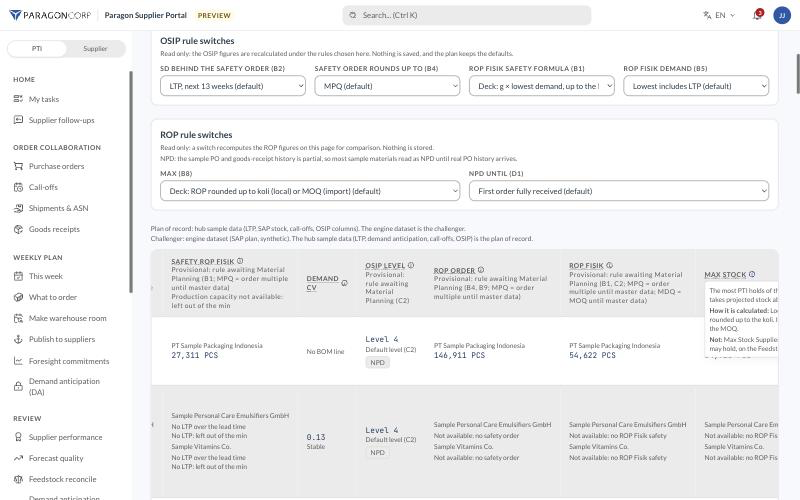 PARAGONCORP
Paragon Supplier Portal
PREVIEW
Search... (Ctrl K)
EN
3
JJ
PTI
Supplier
HOME
My tasks
Supplier follow-ups
ORDER COLLABORATION
Purchase orders
Call-offs
Shipments & ASN
Goods receipts
WEEKLY PLAN
This week
What to order
Make warehouse room
Publish to suppliers
Foresight commitments
Demand anticipation
(DA)
REVIEW
Supplier performance
Forecast quality
Feedstock reconcile
Demand anticipation
OSIP rule switches
Read only: the OSIP figures are recalculated under the rules chosen here. Nothing is saved, and the plan keeps the defaults.
SD BEHIND THE SAFETY ORDER (B2)
SAFETY ORDER ROUNDS UP TO (B4)
ROP FISIK SAFETY FORMULA (B1)
ROP FISIK DEMAND (B5)
LTP, next 13 weeks (default)
MPQ (default)
Deck: g × lowest demand, up to the
Lowest includes LTP (default)
ROP rule switches
Read only: a switch recomputes the ROP figures on this page for comparison. Nothing is stored.
NPD: the sample PO and goods-receipt history is partial, so most sample materials read as NPD until real PO history arrives.
MAX (B8)
NPD UNTIL (D1)
Deck: ROP rounded up to koli (local) or MOQ (import) (default)
First order fully received (default)
Plan of record: hub sample data (LTP, SAP stock, call-offs, OSIP columns). The engine dataset is the challenger.
Challenger: engine dataset (SAP plan, synthetic). The hub sample data (LTP, demand anticipation, call-offs, OSIP) is the plan of record.
SAFETY ROP FISIK
Provisional: rule awaiting Material
Planning (B1; MPQ = order multiple
until master data)
Production capacity not available:
left out of the min
DEMAND
CV
OSIP LEVEL
Provisional:
rule awaiting
Material
Planning (C2)
ROP ORDER
Provisional: rule awaiting Material
Planning (B4, B9; MPQ = order
multiple until master data)
ROP FISIK
Provisional: rule awaiting Material
Planning (B1, C2; MPQ = order
multiple until master data; MDQ =
MOQ until master data)
MAX STOCK
The most PTI holds of th
takes projected stock ab
How it is calculated: Loc
rounded up to the koli. I
the MOQ.
Not: Max Stock Supplie
may hold, on the Feedst
PT Sample Packaging Indonesia
27,311 PCS
No BOM line
Level 4
Default level (C2)
NPD
PT Sample Packaging Indonesia
146,911 PCS
PT Sample Packaging Indonesia
54,622 PCS
Sample Personal Care Emulsifiers GmbH
No LTP over the lead time
No LTP: left out of the min
Sample Vitamins Co.
No LTP over the lead time
No LTP: left out of the min
0.13
Stable
Level 4
Default level (C2)
NPD
Sample Personal Care Emulsifiers GmbH
Not available: no safety order
Sample Vitamins Co.
Not available: no safety order
Sample Personal Care Emulsifiers GmbH
Not available: no ROP Fisik safety
Sample Vitamins Co.
Not available: no ROP Fisik safety
Sample Personal Care Em
Not available: no ROP Fis
Sample Vitamins Co.
Not available: no ROP Fis